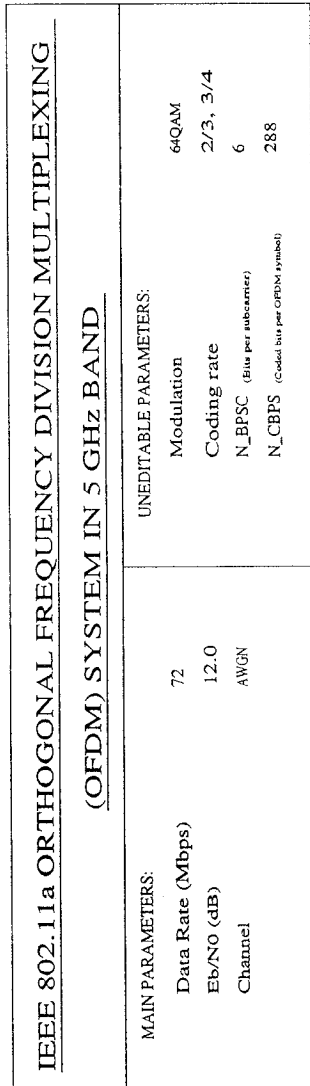 IEEE 802.11a ORTHOGONAL FREQUENCY DIVISION MULTIPLEXING
(OFDM) SYSTEM IN 5 GHz BAND
MAIN PARAMETERS:
Data Rate (Mbps) 72
Eb/N0 (dB) 12.0
Channel AWGN
UNEDITABLE PARAMETERS:
Modulation 64QAM
Coding rate 2/3, 3/4
N_BPSC (Bits per subcarrier) 6
N_CBPS (Coded bits per OFDM symbol) 288